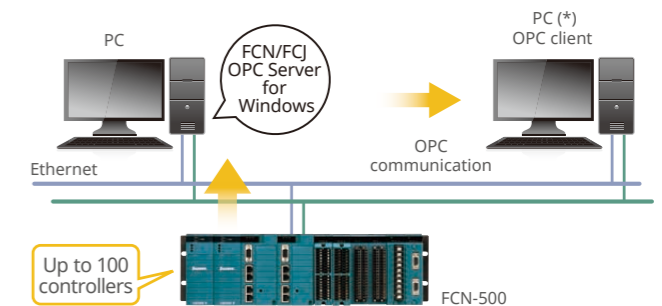 PC
FCN/FCJ
OPC Server
for
Windows
PC (*)
OPC client
Ethernet
OPC
communication
Up to 100
controllers
FCN-500